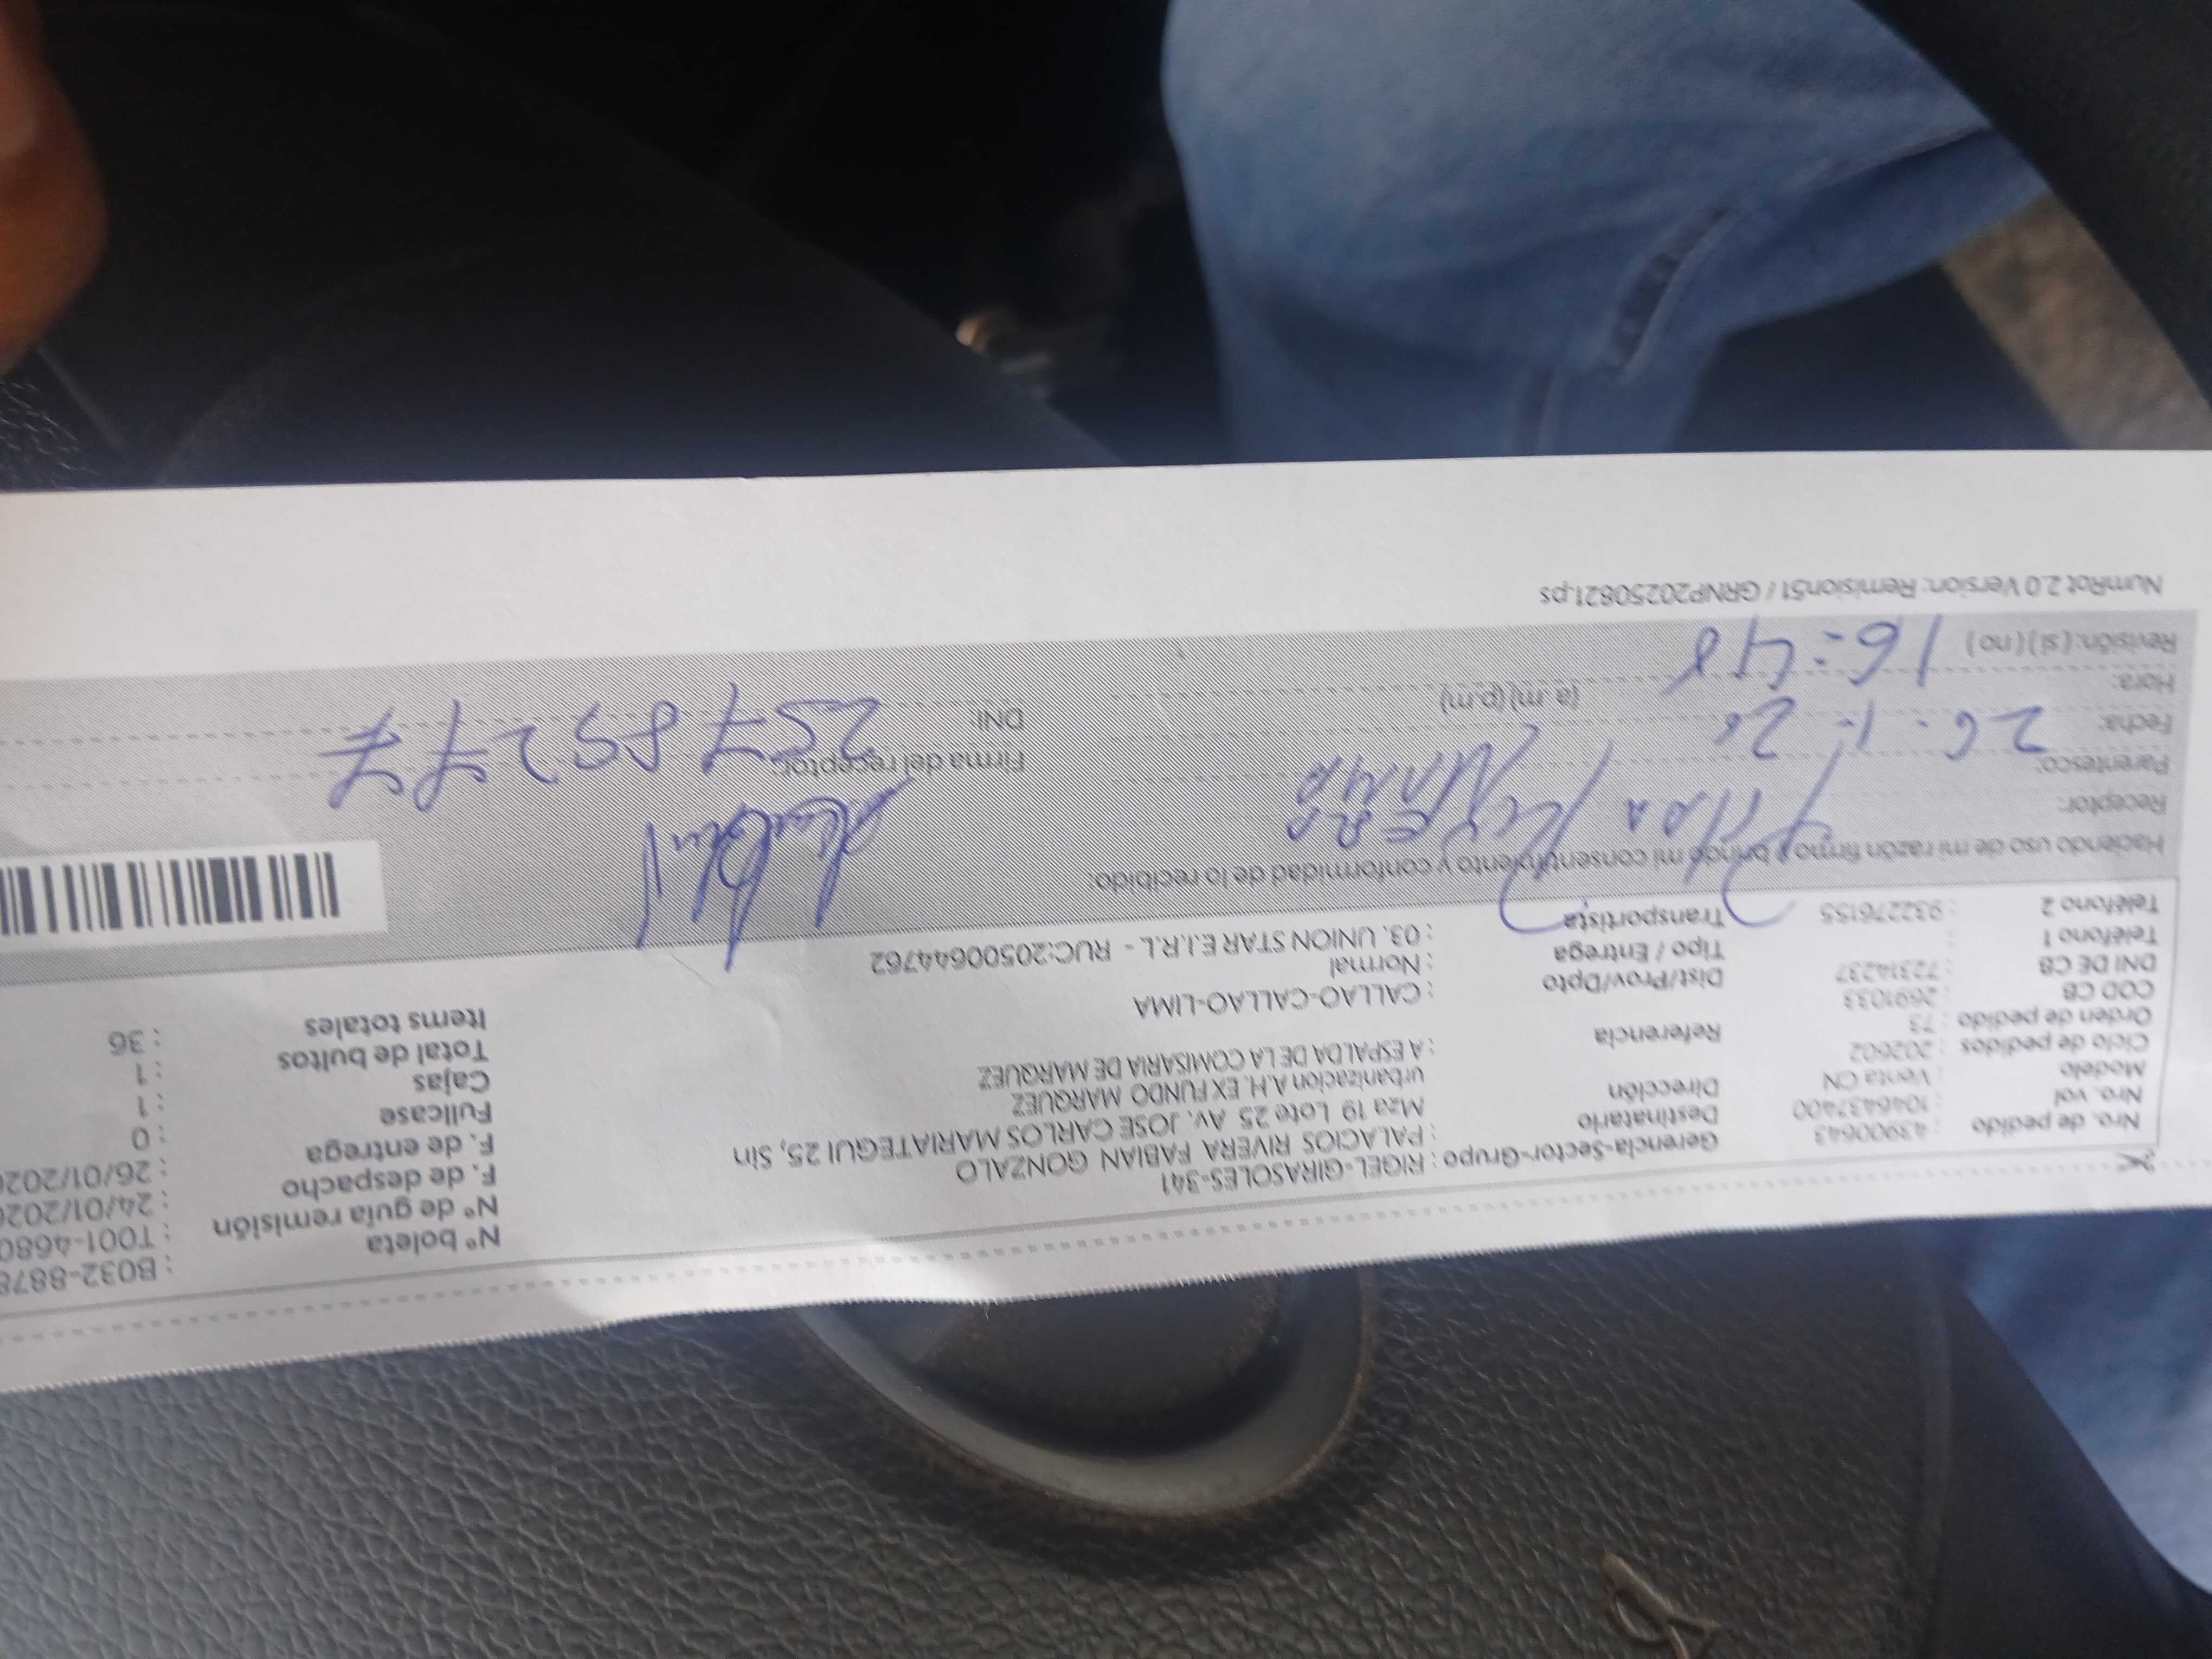 Nº boleta : B032-8878
Nº de guía remisión : T001-4680
F. de despacho : 24/01/202
F. de entrega : 26/01/202
Fullcase : 0
Cajas : 1
Total de bultos : 1
Items totales : 36
Nro. de pedido : 43900643
Nro. vol : 1046437400
Modelo : Venta CN
Ciclo de pedidos : 202602
Orden de pedido : 73
COD CB : 2691033
DNI DE CB : 72314237
Teléfono 1 :
Teléfono 2 : 932276155
Gerencia-Sector-Grupo : RIGEL-GIRASOLES-341
Destinatario : PALACIOS RIVERA FABIAN GONZALO
Dirección Mza 19 Lote 25 Av. JOSE CARLOS MARIATEGUI 25, Sin
urbanizacion A.H. EX FUNDO MARQUEZ
Referencia : A ESPALDA DE LA COMISARIA DE MARQUEZ
Dist/Prov/Dpto : CALLAO-CALLAO-LIMA
Tipo / Entrega : Normal
Transportista : 03. UNION STAR E.I.R.L - RUC:20500644762
Haciendo uso de mi razón firmo y brindo mi consentimiento y conformidad de lo recibido:
Receptor:
Parentesco: MAMA
Fecha: 26-1-26
Hora: 16:48 (a.m)(p.m)
Revisión: (si) (no)
Firma del receptor:
DNI:
NumRot 2.0 Version: Remision51 / GRNP20250821.ps